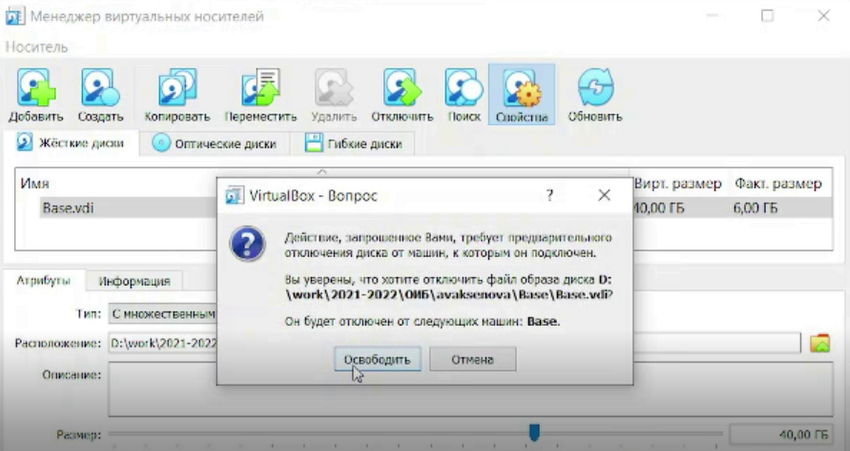 Менеджер виртуальных носителей
Носитель
Добавить Создать Копировать Переместить Удалить Отключить Поиск Свойства Обновить
Жёсткие диски Оптические диски Гибкие диски
Имя Вирт. размер Факт. размер
Base.vdi 40,00 ГБ 6,00 ГБ
VirtualBox - Вопрос ?
Действие, запрошенное Вами, требует предварительного
отключения диска от машин, к которым он подключен.
Вы уверены, что хотите отключить файл образа диска D:
\work\2021-2022\ОИБ\avaksenova\Base\Base.vdi?
Он будет отключен от следующих машин: Base.
Освободить Отмена
Атрибуты Информация
Тип: С множественным
Расположение: D:\work\2021-2022
Описание:
Размер: 40,00 ГБ